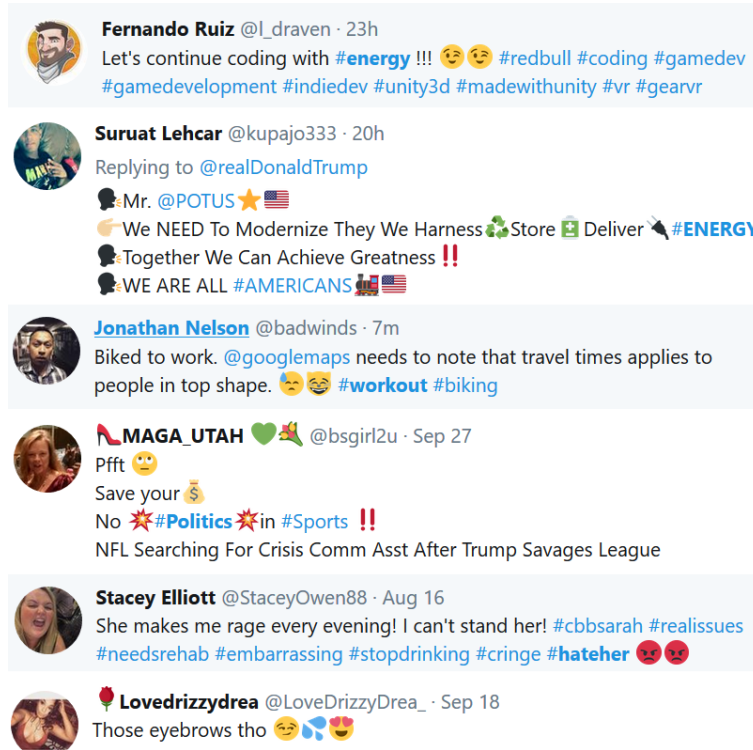 Fernando Ruiz @l_draven · 23h
Let's continue coding with #energy !!! 😉😉 #redbull #coding #gamedev
#gamedevelopment #indiedev #unity3d #madewithunity #vr #gearvr
Suruat Lehcar @kupajo333 · 20h
Replying to @realDonaldTrump
🗣Mr. @POTUS⭐🇺🇸
👉🏼We NEED To Modernize They We Harness♻Store🔋Deliver🔌#ENERGY
🗣Together We Can Achieve Greatness‼
🗣WE ARE ALL #AMERICANS🚂🇺🇸
Jonathan Nelson @badwinds · 7m
Biked to work. @googlemaps needs to note that travel times applies to
people in top shape. 😓😹 #workout #biking
👠MAGA_UTAH 💚💐 @bsgirl2u · Sep 27
Pfft 🙄
Save your💰
No 💥#Politics💥in #Sports ‼
NFL Searching For Crisis Comm Asst After Trump Savages League
Stacey Elliott @StaceyOwen88 · Aug 16
She makes me rage every evening! I can't stand her! #cbbsarah #realissues
#needsrehab #embarrassing #stopdrinking #cringe #hateher 😡😡
🌹Lovedrizzydrea @LoveDrizzyDrea_ · Sep 18
Those eyebrows tho 😏💦😍